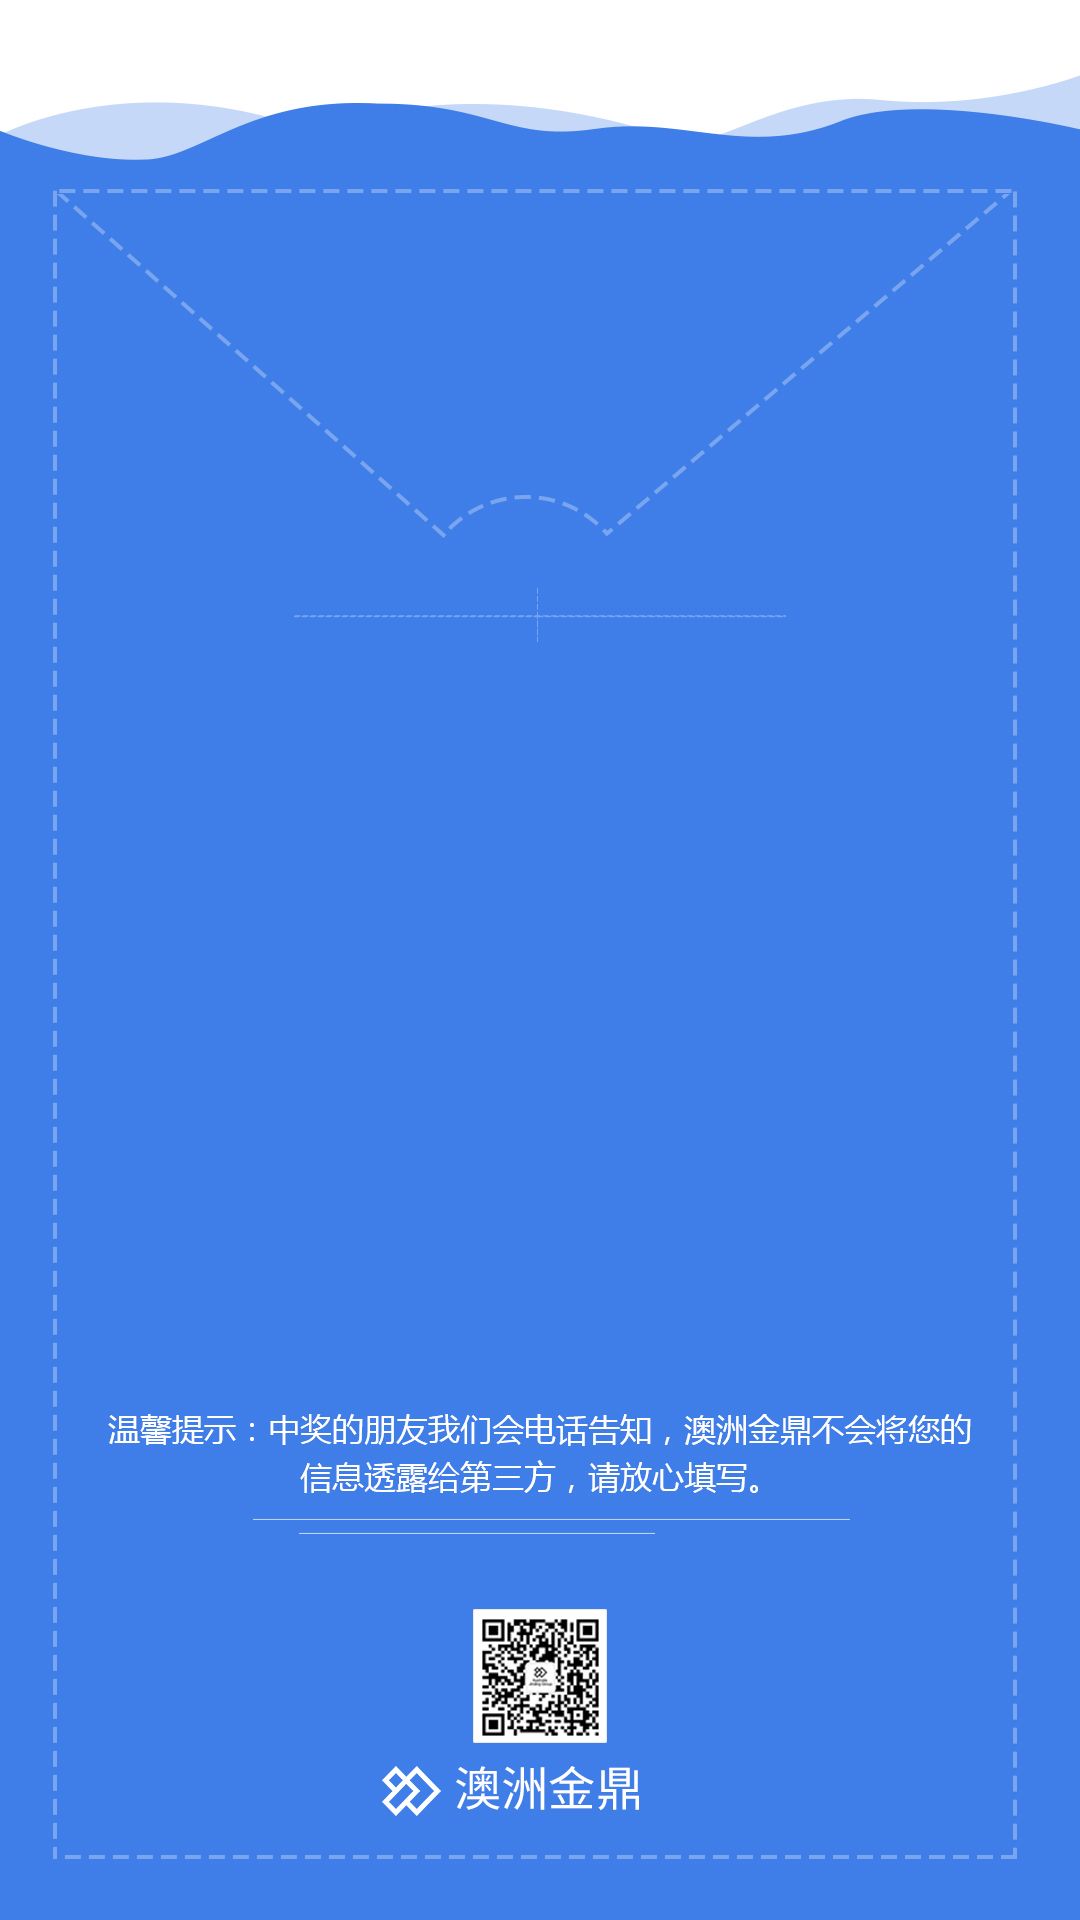 温馨提示：中奖的朋友我们会电话告知，澳洲金鼎不会将您的
信息透露给第三方，请放心填写。
澳洲金鼎